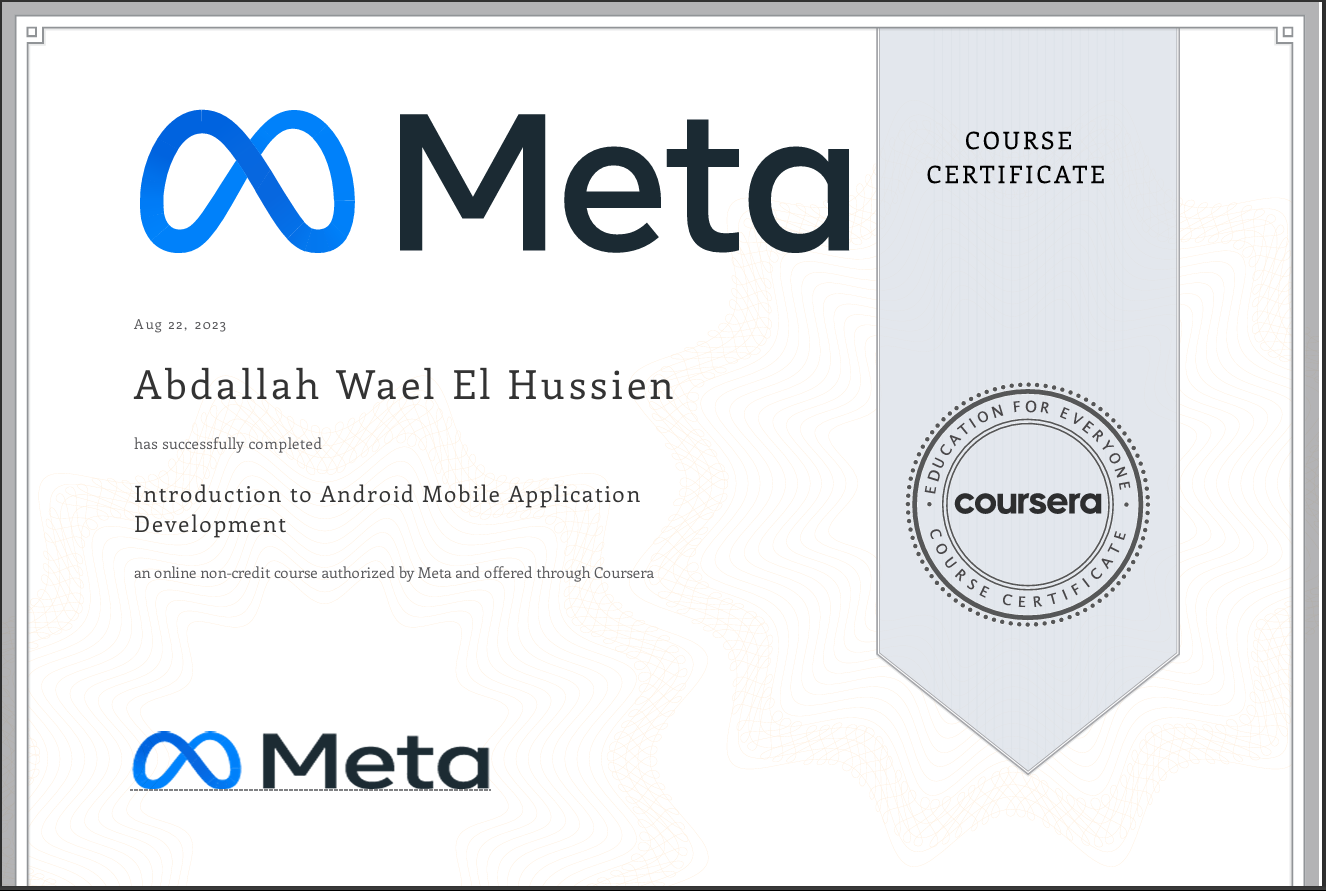 Meta
COURSE
CERTIFICATE
Aug 22, 2023
Abdallah Wael El Hussien
has successfully completed
Introduction to Android Mobile Application
Development
an online non-credit course authorized by Meta and offered through Coursera
• EDUCATION FOR EVERYONE •
coursera
COURSE CERTIFICATE
Meta